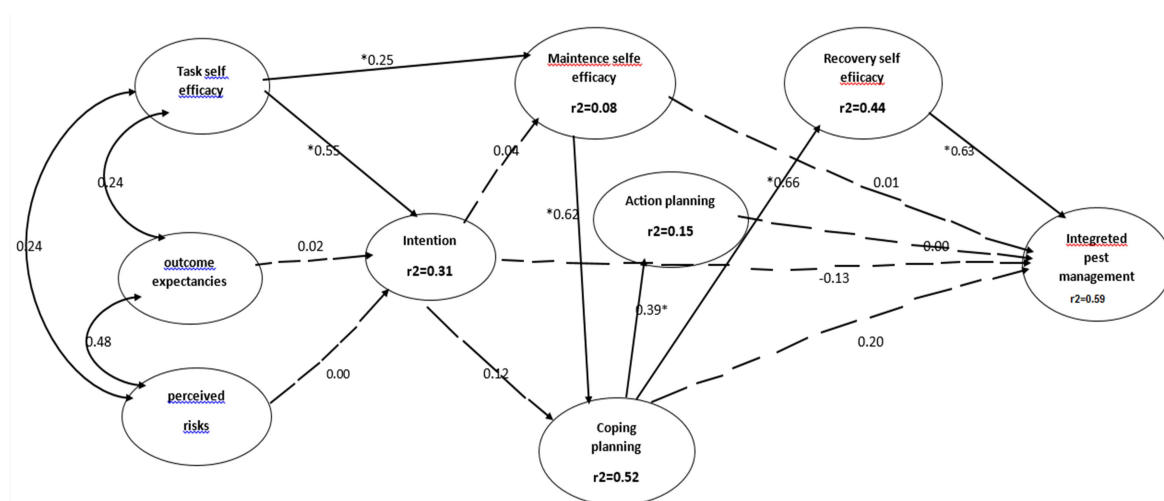 Task self
efficacy
*0.25
Maintence selfe
efficacy
r2=0.08
Recovery self
efiicacy
r2=0.44
*0.55
0.04
*0.63
0.24
*0.66
0.01
Action planning
r2=0.15
*0.62
0.24
Intention
r2=0.31
0.02
outcome
expectancies
0.00
Integreted
pest
management
r2=0.59
-0.13
0.39*
0.48
0.00
0.12
0.20
perceived
risks
Coping
planning
r2=0.52